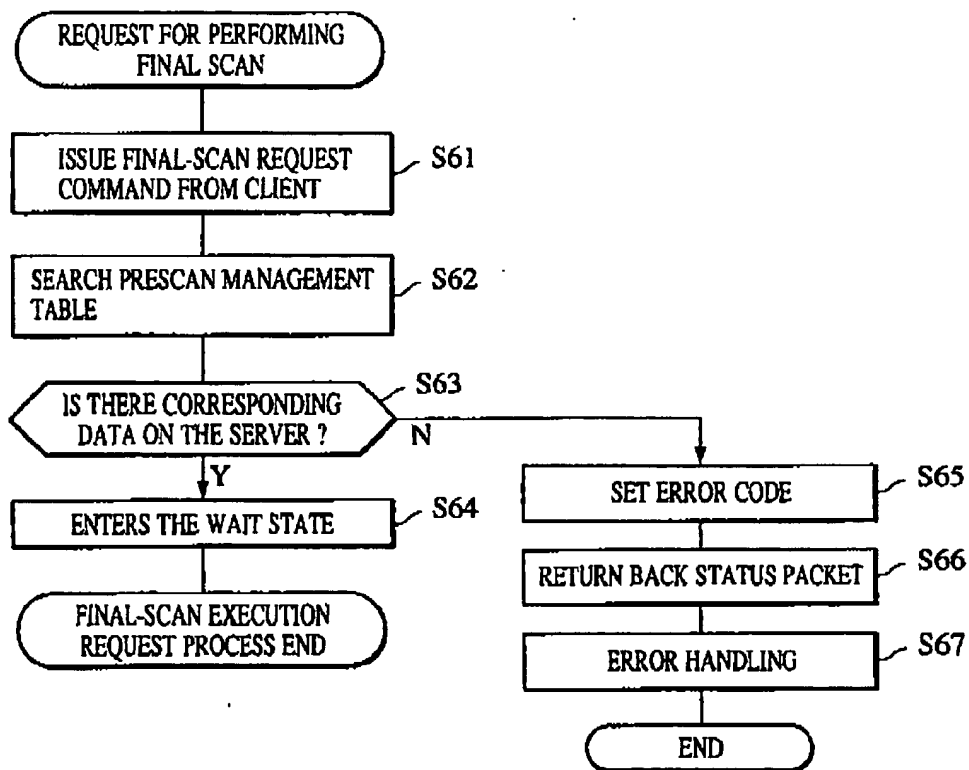 REQUEST FOR PERFORMING
FINAL SCAN
ISSUE FINAL-SCAN REQUEST
COMMAND FROM CLIENT
S61
SEARCH PRESCAN MANAGEMENT
TABLE
S62
IS THERE CORRESPONDING
DATA ON THE SERVER ?
S63
N
Y
ENTERS THE WAIT STATE
S64
FINAL-SCAN EXECUTION
REQUEST PROCESS END
SET ERROR CODE
S65
RETURN BACK STATUS PACKET
S66
ERROR HANDLING
S67
END